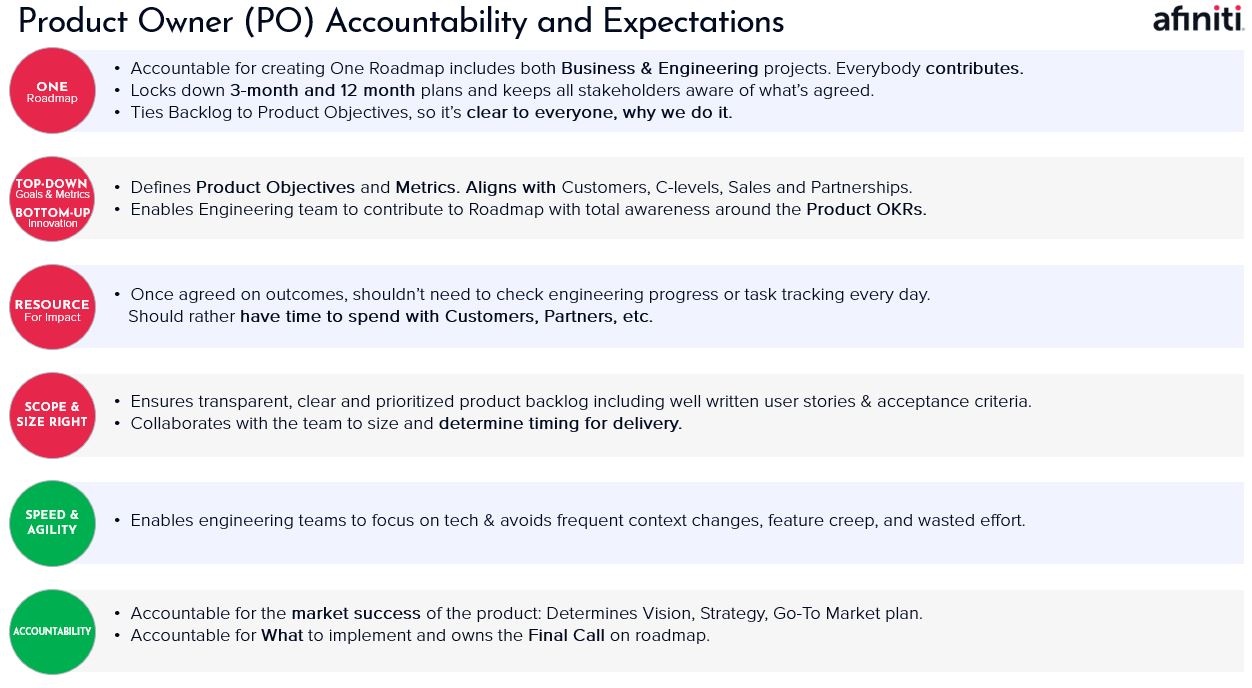 Product Owner (PO) Accountability and Expectations
afiniti
ONE
Roadmap
• Accountable for creating One Roadmap includes both Business & Engineering projects. Everybody contributes.
• Locks down 3-month and 12 month plans and keeps all stakeholders aware of what's agreed.
• Ties Backlog to Product Objectives, so it's clear to everyone, why we do it.
TOP-DOWN
Goals & Metrics
BOTTOM-UP
Innovation
• Defines Product Objectives and Metrics. Aligns with Customers, C-levels, Sales and Partnerships.
• Enables Engineering team to contribute to Roadmap with total awareness around the Product OKRs.
RESOURCE
For Impact
• Once agreed on outcomes, shouldn't need to check engineering progress or task tracking every day.
Should rather have time to spend with Customers, Partners, etc.
SCOPE &
SIZE RIGHT
• Ensures transparent, clear and prioritized product backlog including well written user stories & acceptance criteria.
• Collaborates with the team to size and determine timing for delivery.
SPEED &
AGILITY
• Enables engineering teams to focus on tech & avoids frequent context changes, feature creep, and wasted effort.
ACCOUNTABILITY
• Accountable for the market success of the product: Determines Vision, Strategy, Go-To Market plan.
• Accountable for What to implement and owns the Final Call on roadmap.